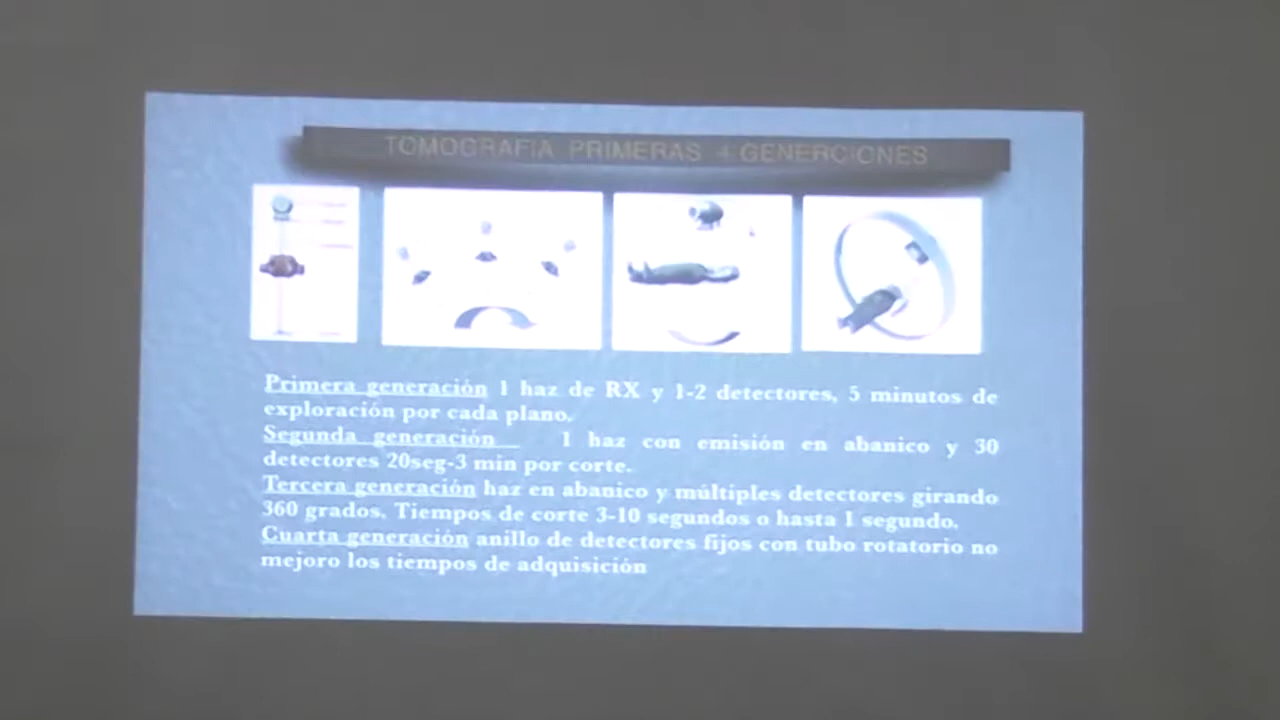 TOMOGRAFIA PRIMERAS 4 GENERCIONES
Primera generación 1 haz de RX y 1-2 detectores, 5 minutos de
exploración por cada plano.
Segunda generación 1 haz con emisión en abanico y 30
detectores 20seg-3 min por corte.
Tercera generación haz en abanico y múltiples detectores girando
360 grados. Tiempos de corte 3-10 segundos o hasta 1 segundo.
Cuarta generación anillo de detectores fijos con tubo rotatorio no
mejoro los tiempos de adquisición